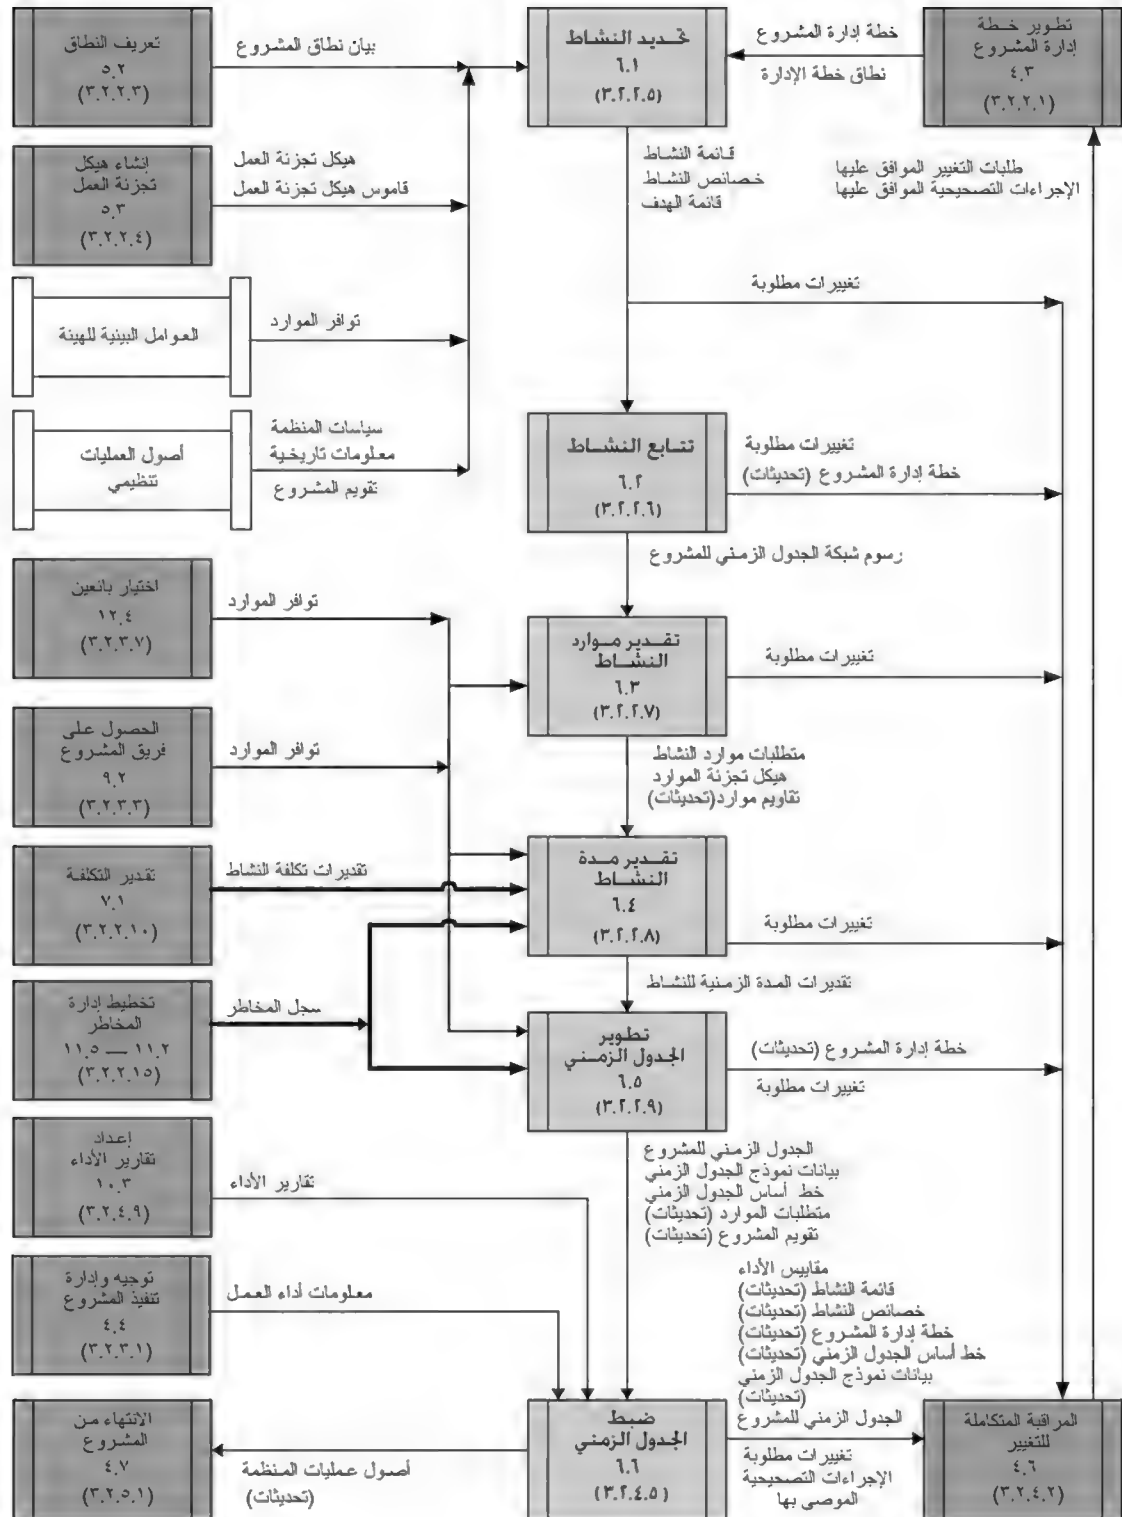 تعريف النطاق
٥.٢
(٣.٢.٢.٣)
بيان نطاق المشروع
تحديد النشاط
٦.١
(٣.٢.٢.٥)
خطة إدارة المشروع
نطاق خطة الإدارة
تطوير خطة
إدارة المشروع
٤.٣
(٣.٢.٢.١)
إنشاء هيكل
تجزئة العمل
٥.٣
(٣.٢.٢.٤)
هيكل تجزئة العمل
قاموس هيكل تجزئة العمل
قائمة النشاط
خصائص النشاط
قائمة الهدف
طلبات التغيير الموافق عليها
الإجراءات التصحيحية الموافق عليها
العوامل البيئية للهيئة
توافر الموارد
تغييرات مطلوبة
أصول العمليات
تنظيمي
سياسات المنظمة
معلومات تاريخية
تقويم المشروع
تتابع النشاط
٦.٢
(٣.٢.٢.٦)
تغييرات مطلوبة
خطة إدارة المشروع (تحديثات)
رسوم شبكة الجدول الزمني للمشروع
اختيار بائعين
١٢.٤
(٣.٢.٣.٧)
توافر الموارد
تقدير موارد
النشاط
٦.٣
(٣.٢.٢.٧)
تغييرات مطلوبة
الحصول على
فريق المشروع
٩.٢
(٣.٢.٣.٣)
توافر الموارد
متطلبات موارد النشاط
هيكل تجزئة الموارد
تقاويم موارد(تحديثات)
تقدير التكلفة
٧.١
(٣.٢.٢.١٠)
تقديرات تكلفة النشاط
تقدير مدة
النشاط
٦.٤
(٣.٢.٢.٨)
تغييرات مطلوبة
تقديرات المدة الزمنية للنشاط
تخطيط إدارة
المخاطر
١١.٢ — ١١.٥
(٣.٢.٢.١٥)
سجل المخاطر
تطوير
الجدول الزمني
٦.٥
(٣.٢.٢.٩)
خطة إدارة المشروع (تحديثات)
تغييرات مطلوبة
إعداد
تقارير الأداء
١٠.٣
(٣.٢.٤.٩)
تقارير الأداء
الجدول الزمني للمشروع
بيانات نموذج الجدول الزمني
خط أساس الجدول الزمني
متطلبات الموارد (تحديثات)
تقويم المشروع (تحديثات)
توجيه وإدارة
تنفيذ المشروع
٤.٤
(٣.٢.٣.١)
معلومات أداء العمل
مقاييس الأداء
قائمة النشاط (تحديثات)
خصائص النشاط (تحديثات)
خطة إدارة المشروع (تحديثات)
خط أساس الجدول الزمني (تحديثات)
بيانات نموذج الجدول الزمني
(تحديثات)
الجدول الزمني للمشروع
تغييرات مطلوبة
الإجراءات التصحيحية
الموصى بها
الانتهاء من
المشروع
٤.٧
(٣.٢.٥.١)
أصول عمليات المنظمة
(تحديثات)
ضبط
الجدول الزمني
٦.٦
(٣.٢.٤.٥)
المراقبة المتكاملة
للتغيير
٤.٦
(٣.٢.٤.٢)